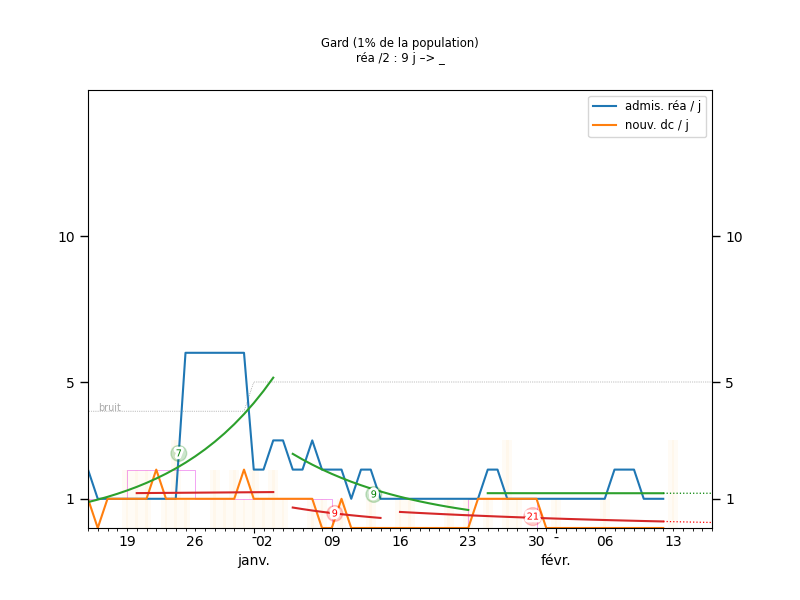 Gard (1% de la population)
réa /2 : 9 j –> _
admis. réa / j
nouv. dc / j
10
10
5
5
bruit
7
9
1
1
9
21
19
26
02
09
16
23
30
-
06
13
janv.
févr.